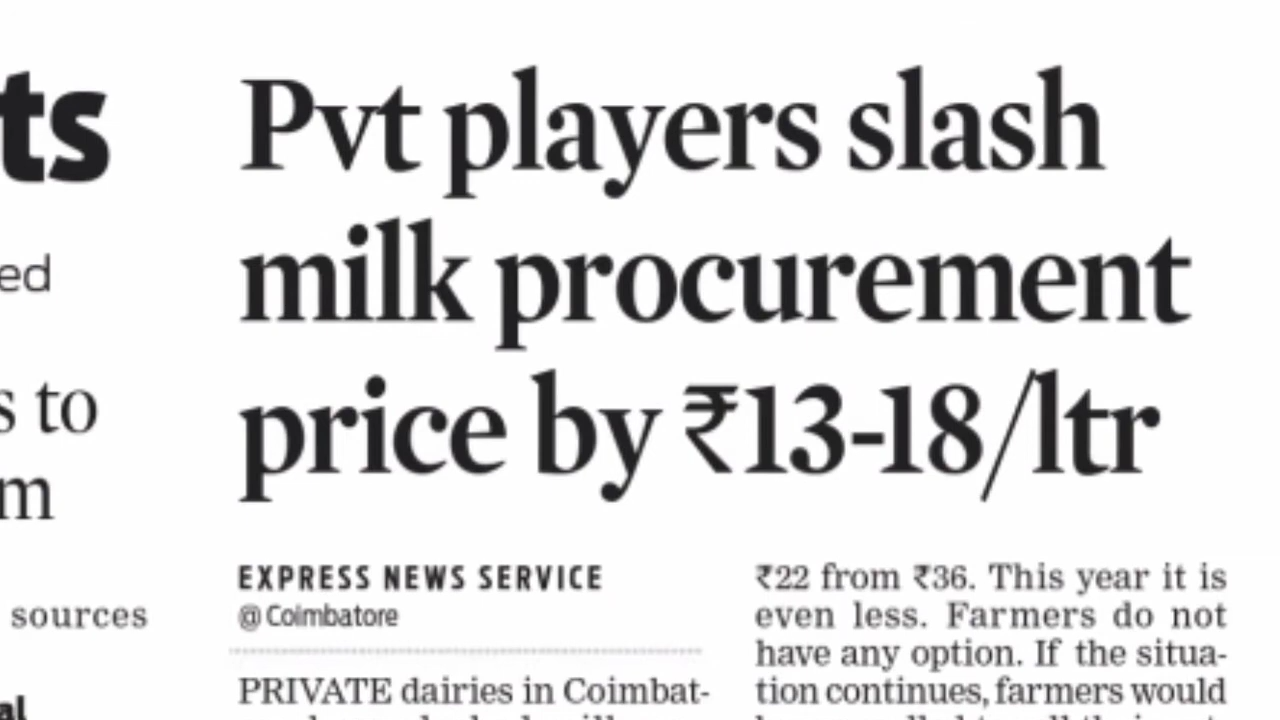 ts
ed
s to
m
sources
al
Pvt players slash
milk procurement
price by ₹13-18/ltr
EXPRESS NEWS SERVICE
@ Coimbatore
PRIVATE dairies in Coimbat-
₹22 from ₹36. This year it is
even less. Farmers do not
have any option. If the situa-
tion continues, farmers would